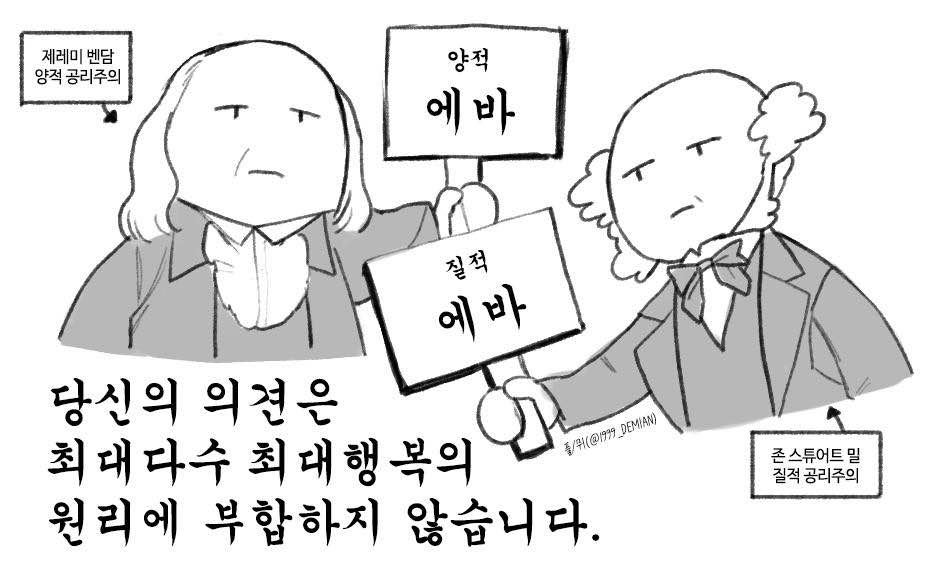 제레미 벤담
양적 공리주의
양적
에바
질적
에바
당신의 의견은
최대다수 최대행복의
원리에 부합하지 않습니다.
(@1999_DEMIAN)
존 스튜어트 밀
질적 공리주의